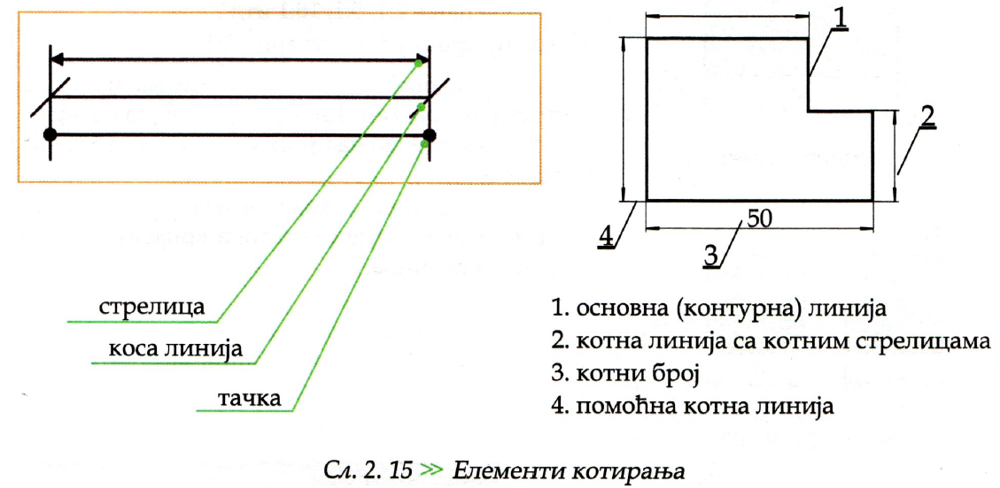 стрелица
коса линија
тачка
1
2
50
4
3
1. основна (контурна) линија
2. котна линија са котним стрелицама
3. котни број
4. помоћна котна линија
Сл. 2. 15 >> Елементи котирања